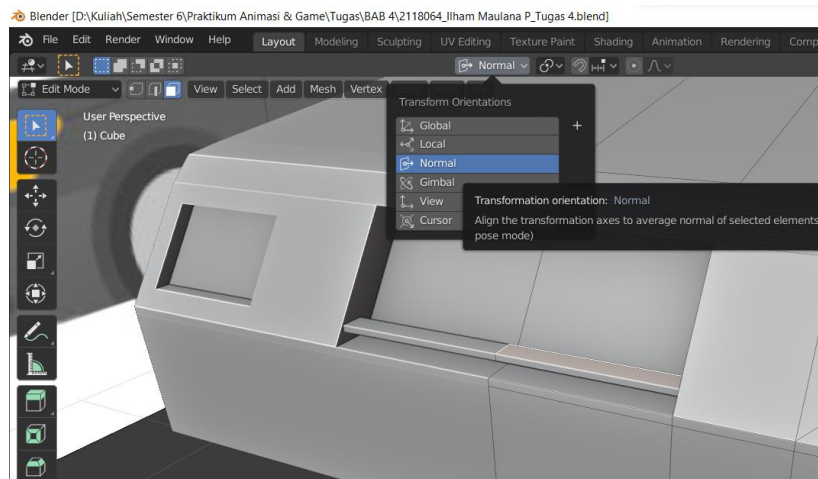 Blender [D:\Kuliah\Semester 6\Praktikum Animasi & Game\Tugas\BAB 4\2118064_Ilham Maulana P_Tugas 4.blend]
File Edit Render Window Help Layout Modeling Sculpting UV Editing Texture Paint Shading Animation Rendering Comp
Normal
Edit Mode View Select Add Mesh Vertex
User Perspective
(1) Cube
Transform Orientations
Global +
Local
Normal
Gimbal
View
Cursor
Transformation orientation: Normal
Align the transformation axes to average normal of selected elements
pose mode)